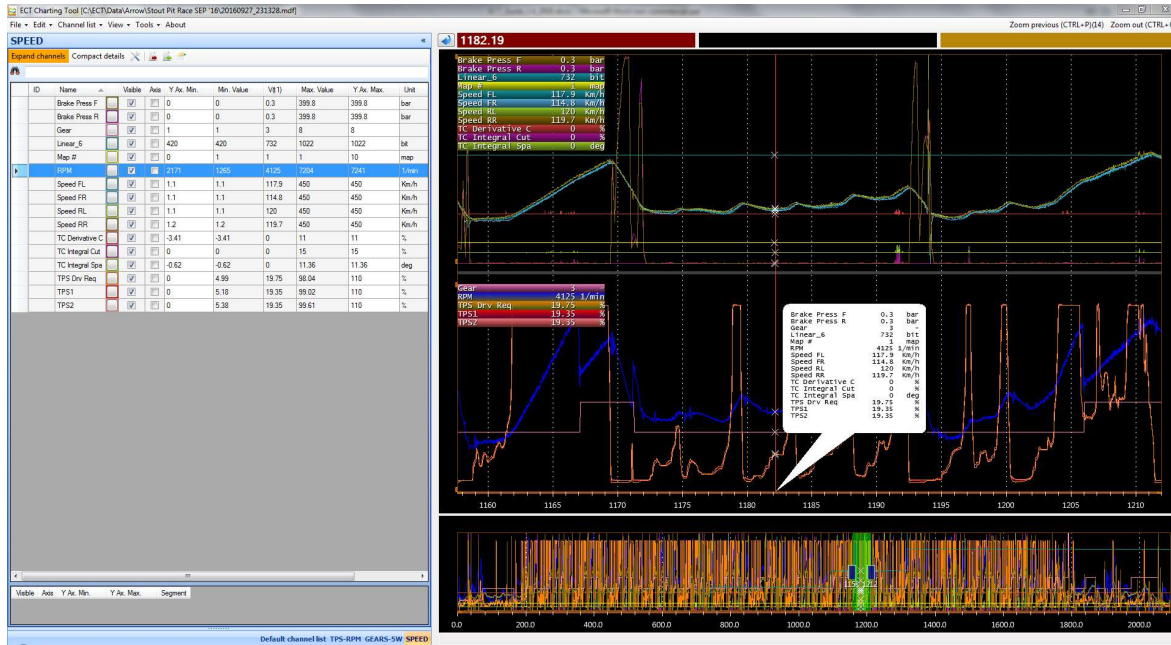 ECT Charting Tool [C:\ECT\Data\Arrow\Stout Pit Race SEP '16\20160927_231328.mdf]
File Edit Channel list View Tools About
Zoom previous (CTRL+P)(14) Zoom out (CTRL+
SPEED «
Expand channels Compact details
ID Name Visible Axis Y Ax. Min. Min. Value V(t1) Max. Value Y Ax. Max. Unit
Brake Press F 0 0 0.3 399.8 399.8 bar
Brake Press R 0 0 0.3 399.8 399.8 bar
Gear 1 1 3 8 8
Linear_6 420 420 732 1022 1022 bit
Map # 0 1 1 1 10 map
RPM 2171 1265 4125 7204 7241 1/min
Speed FL 1.1 1.1 117.9 450 450 Km/h
Speed FR 1.1 1.1 114.8 450 450 Km/h
Speed RL 1.1 1.1 120 450 450 Km/h
Speed RR 1.2 1.2 119.7 450 450 Km/h
TC Derivative C -3.41 -3.41 0 11 11 %
TC Integral Cut 0 0 0 15 15 %
TC Integral Spa -0.62 -0.62 0 11.36 11.36 deg
TPS Drv Req 0 4.99 19.75 98.04 110 %
TPS1 0 5.18 19.35 99.02 110 %
TPS2 0 5.38 19.35 99.61 110 %
Visible Axis Y Ax. Min. Y Ax. Max. Segment
Default channel list TPS-RPM GEARS-5W SPEED
1182.19
Brake Press F 0.3 bar
Brake Press R 0.3 bar
Linear_6 732 bit
Map # 1 map
Speed FL 117.9 Km/h
Speed FR 114.8 Km/h
Speed RL 120 Km/h
Speed RR 119.7 Km/h
TC Derivative C 0 %
TC Integral Cut 0 %
TC Integral Spa 0 deg
Gear 3
RPM 4125 1/min
TPS Drv Req 19.75 %
TPS1 19.35 %
TPS2 19.35 %
Brake Press F 0.3 bar
Brake Press R 0.3 bar
Gear 3 -
Linear_6 732 bit
Map # 1 map
RPM 4125 1/min
Speed FL 117.9 Km/h
Speed FR 114.8 Km/h
Speed RL 120 Km/h
Speed RR 119.7 Km/h
TC Derivative C 0 %
TC Integral Cut 0 %
TC Integral Spa 0 deg
TPS Drv Req 19.75 %
TPS1 19.35 %
TPS2 19.35 %
1160 1165 1170 1175 1180 1185 1190 1195 1200 1205 1210
0.0 200.0 400.0 600.0 800.0 1000.0 1200.0 1400.0 1600.0 1800.0 2000.0